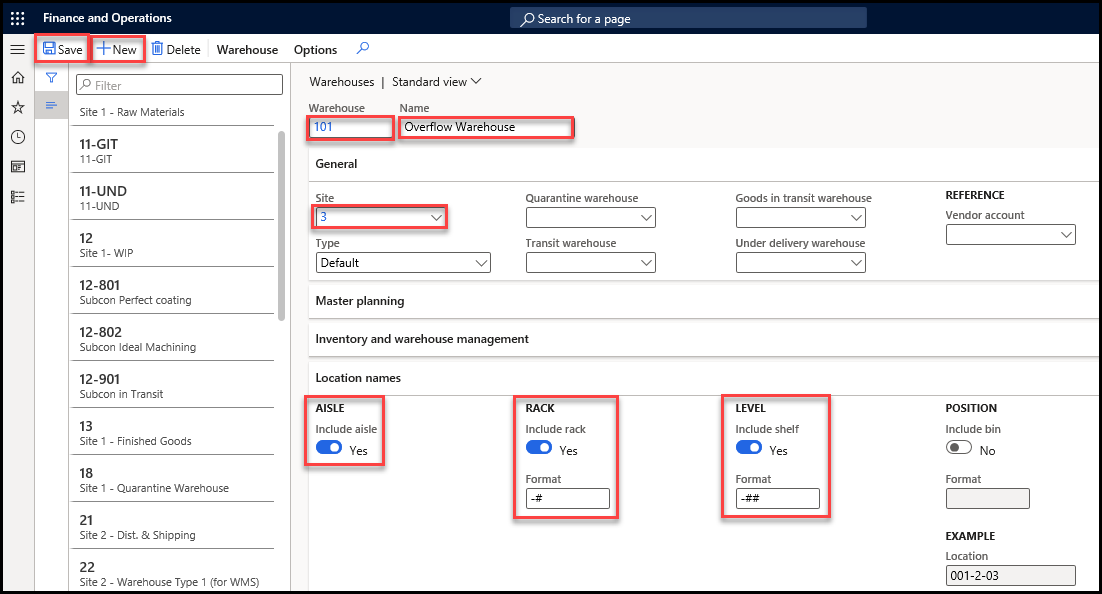 Finance and Operations
Search for a page
Save New Delete Warehouse Options
Filter
Site 1 - Raw Materials
11-GIT
11-GIT
11-UND
11-UND
12
Site 1- WIP
12-801
Subcon Perfect coating
12-802
Subcon Ideal Machining
12-901
Subcon in Transit
13
Site 1 - Finished Goods
18
Site 1 - Quarantine Warehouse
21
Site 2 - Dist. & Shipping
22
Site 2 - Warehouse Type 1 (for WMS)
Warehouses | Standard view
Warehouse Name
101 Overflow Warehouse
General
Site Quarantine warehouse Goods in transit warehouse REFERENCE
3 Vendor account
Type Transit warehouse Under delivery warehouse
Default
Master planning
Inventory and warehouse management
Location names
AISLE RACK LEVEL POSITION
Include aisle Include rack Include shelf Include bin
Yes Yes Yes No
Format Format Format
-# -##
EXAMPLE
Location
001-2-03